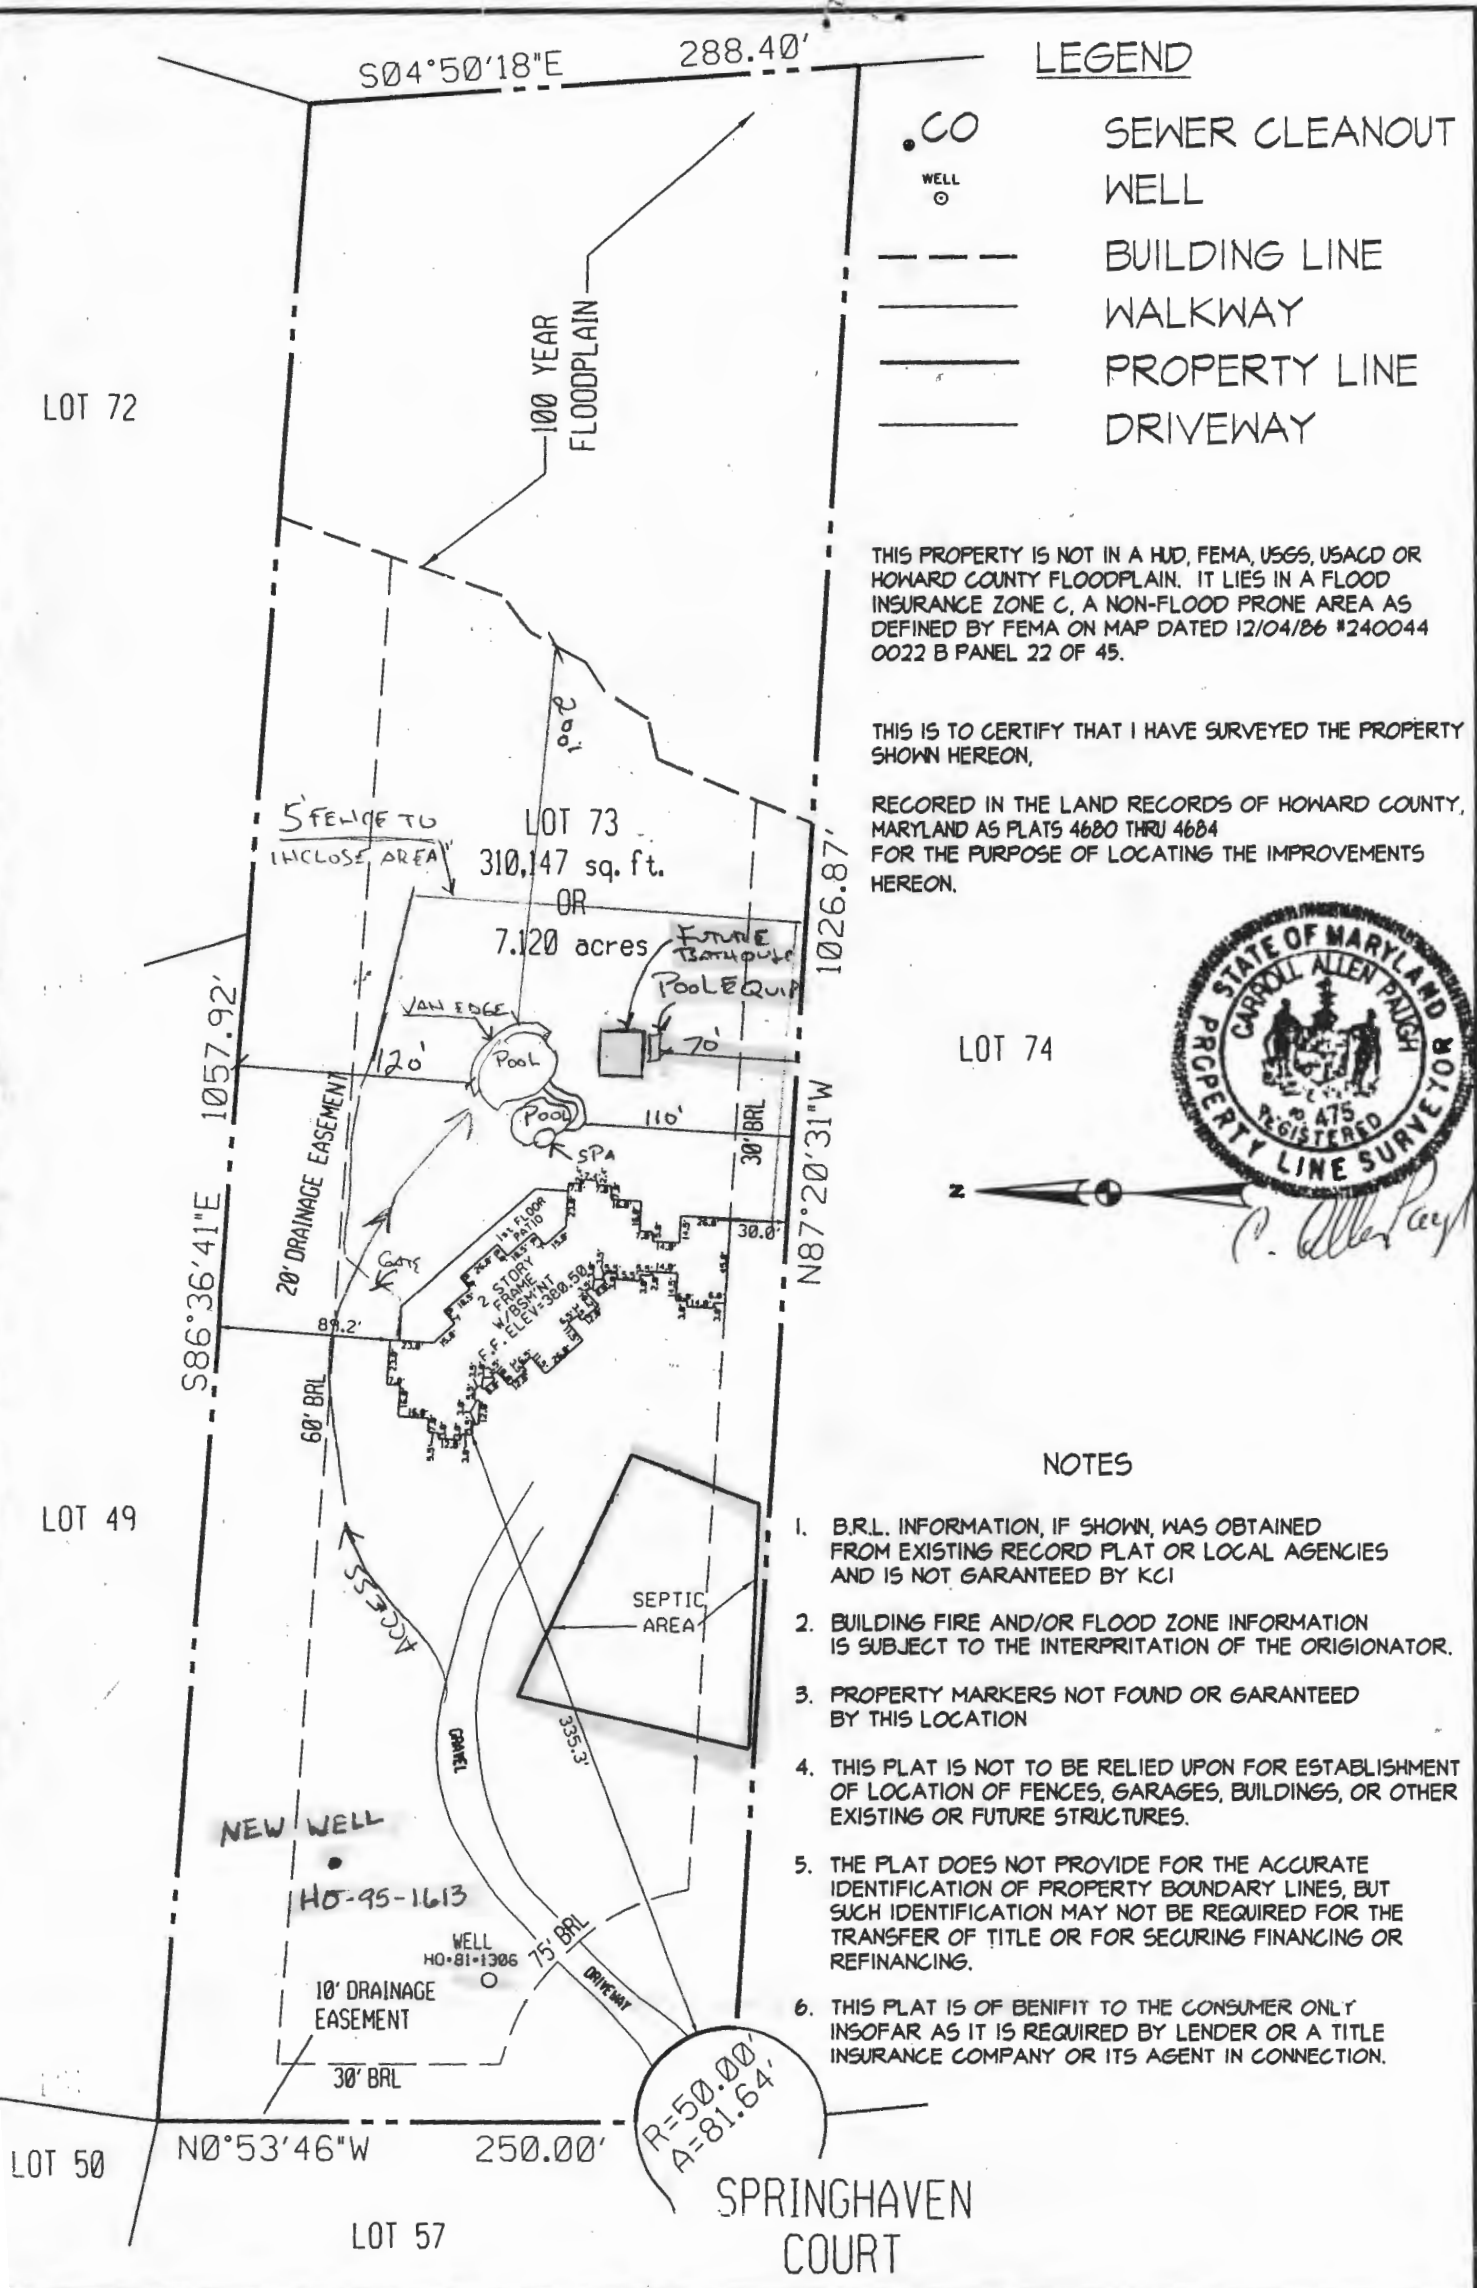 S04°50'18"E 288.40'
LEGEND
.CO SEWER CLEANOUT
WELL WELL
BUILDING LINE
WALKWAY
PROPERTY LINE
DRIVEWAY
100 YEAR
FLOODPLAIN
LOT 72
THIS PROPERTY IS NOT IN A HUD, FEMA, USGS, USACD OR
HOWARD COUNTY FLOODPLAIN. IT LIES IN A FLOOD
INSURANCE ZONE C, A NON-FLOOD PRONE AREA AS
DEFINED BY FEMA ON MAP DATED 12/04/86 #240044
0022 B PANEL 22 OF 45.
THIS IS TO CERTIFY THAT I HAVE SURVEYED THE PROPERTY
SHOWN HEREON,
RECORED IN THE LAND RECORDS OF HOWARD COUNTY,
MARYLAND AS PLATS 4680 THRU 4684
FOR THE PURPOSE OF LOCATING THE IMPROVEMENTS
HEREON.
200'
5' FENCE TO
INCLOSE AREA
LOT 73
310,147 sq. ft.
OR
7.120 acres
FUTURE
BATHOUSE
POOL EQUIP
VAN EDGE
POOL
POOL
SPA
120'
70'
110'
1057.92'
S86°36'41"E
1026.87'
N87°20'31"W
20' DRAINAGE EASEMENT
30' BRL
30.0'
GATE
1st FLOOR
PATIO
2 STORY
FRAME
W/BSM'NT
F.F. ELEV=380.50
89.2'
60' BRL
LOT 74
STATE OF MARYLAND
CARROLL ALLEN PAUGH
475
REGISTERED
PROPERTY LINE SURVEYOR
C. Allen Paugh
Z
LOT 49
ACCESS
SEPTIC
AREA
GRAVEL
335.3'
NEW WELL
HO-95-1613
WELL
HO-81-1306
75' BRL
DRIVEWAY
10' DRAINAGE
EASEMENT
30' BRL
R=50.00'
A=81.64'
N0°53'46"W 250.00'
LOT 50
LOT 57
SPRINGHAVEN
COURT
NOTES
1. B.R.L. INFORMATION, IF SHOWN, WAS OBTAINED
FROM EXISTING RECORD PLAT OR LOCAL AGENCIES
AND IS NOT GARANTEED BY KCI
2. BUILDING FIRE AND/OR FLOOD ZONE INFORMATION
IS SUBJECT TO THE INTERPRITATION OF THE ORIGIONATOR.
3. PROPERTY MARKERS NOT FOUND OR GARANTEED
BY THIS LOCATION
4. THIS PLAT IS NOT TO BE RELIED UPON FOR ESTABLISHMENT
OF LOCATION OF FENCES, GARAGES, BUILDINGS, OR OTHER
EXISTING OR FUTURE STRUCTURES.
5. THE PLAT DOES NOT PROVIDE FOR THE ACCURATE
IDENTIFICATION OF PROPERTY BOUNDARY LINES, BUT
SUCH IDENTIFICATION MAY NOT BE REQUIRED FOR THE
TRANSFER OF TITLE OR FOR SECURING FINANCING OR
REFINANCING.
6. THIS PLAT IS OF BENIFIT TO THE CONSUMER ONLY
INSOFAR AS IT IS REQUIRED BY LENDER OR A TITLE
INSURANCE COMPANY OR ITS AGENT IN CONNECTION.